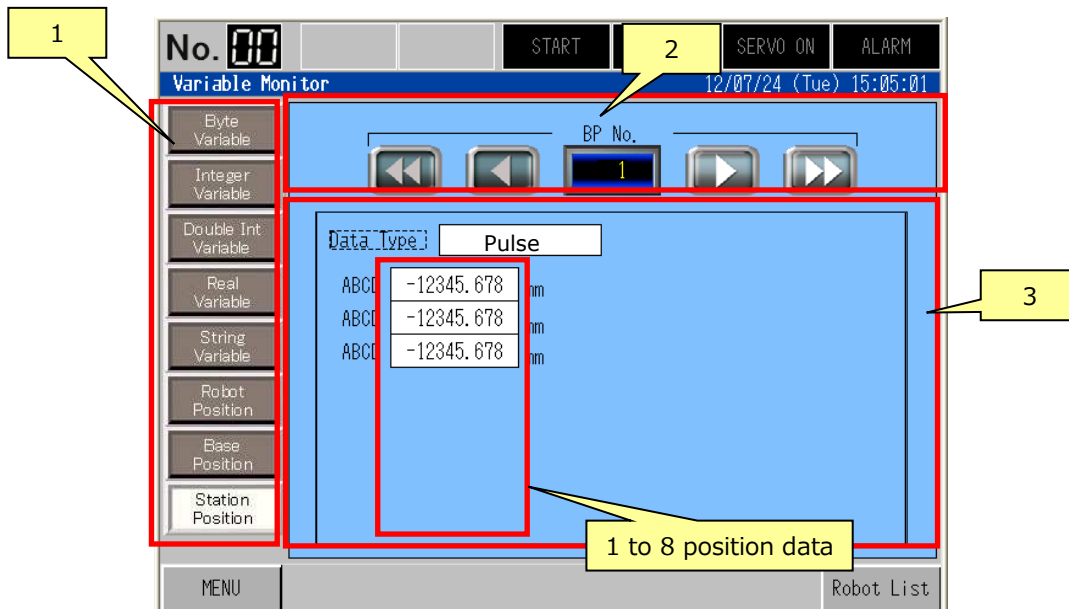 1
No. 00
START
2
SERVO ON
ALARM
Variable Monitor
12/07/24 (Tue) 15:05:01
Byte
Variable
BP No.
1
Integer
Variable
Double Int
Variable
Data Type
Pulse
Real
Variable
ABCD -12345.678 mm
ABCD -12345.678 mm
ABCD -12345.678 mm
3
String
Variable
Robot
Position
Base
Position
Station
Position
1 to 8 position data
MENU
Robot List